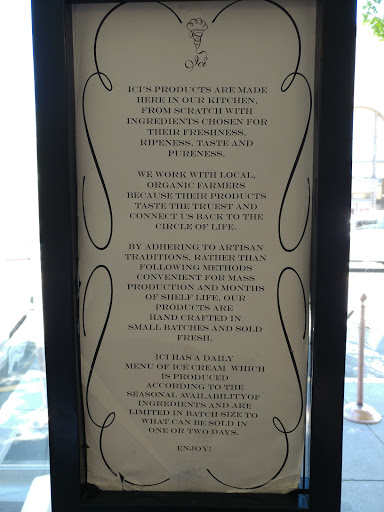 Ici
ICI'S PRODUCTS ARE MADE
HERE IN OUR KITCHEN,
FROM SCRATCH WITH
INGREDIENTS CHOSEN FOR
THEIR FRESHNESS,
RIPENESS, TASTE AND
PURENESS.
WE WORK WITH LOCAL,
ORGANIC FARMERS
BECAUSE THEIR PRODUCTS
TASTE THE TRUEST AND
CONNECT US BACK TO THE
CIRCLE OF LIFE.
BY ADHERING TO ARTISAN
TRADITIONS, RATHER THAN
FOLLOWING METHODS
CONVENIENT FOR MASS
PRODUCTION AND MONTHS
OF SHELF LIFE, OUR
PRODUCTS ARE
HAND CRAFTED IN
SMALL BATCHES AND SOLD
FRESH.
ICI HAS A DAILY
MENU OF ICE CREAM WHICH
IS PRODUCED
ACCORDING TO THE
SEASONAL AVAILABILITYOF
INGREDIENTS AND ARE
LIMITED IN BATCH SIZE TO
WHAT CAN BE SOLD IN
ONE OR TWO DAYS.
ENJOY!